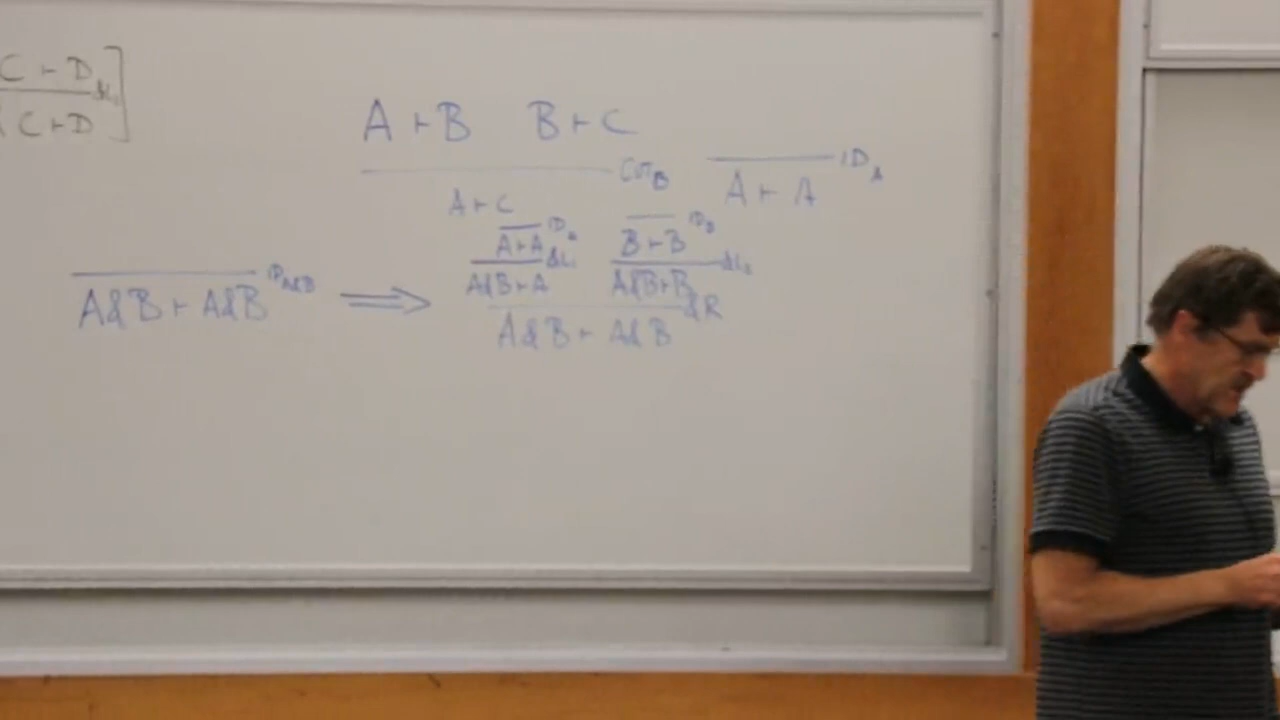 C ⊢ D
& C ⊢ D
A ⊢ B B ⊢ C
CUT_B
A ⊢ C
ID_A
A ⊢ A
A&B ⊢ A&B ID_A&B ⟹
A ⊢ A ID_A B ⊢ B ID_B
A&B ⊢ A &L₁ A&B ⊢ B &L₂
A&B ⊢ A&B &R